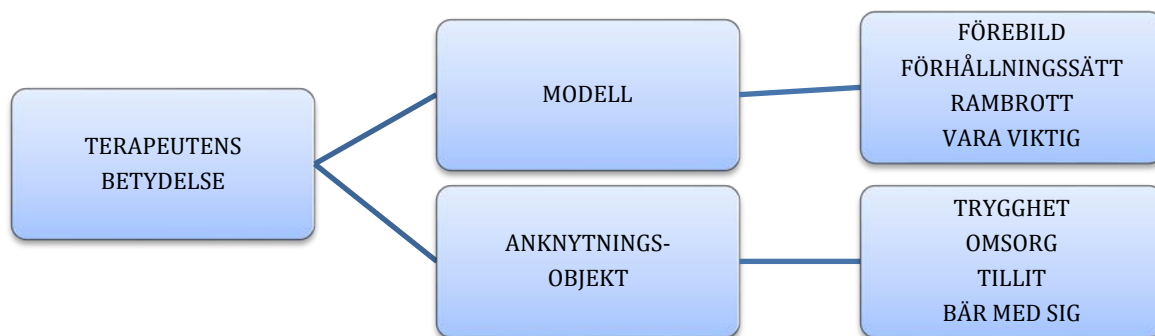 TERAPEUTENS
BETYDELSE
MODELL
FÖREBILD
FÖRHÅLLNINGSSÄTT
RAMBROTT
VARA VIKTIG
ANKNYTNINGS-
OBJEKT
TRYGGHET
OMSORG
TILLIT
BÄR MED SIG